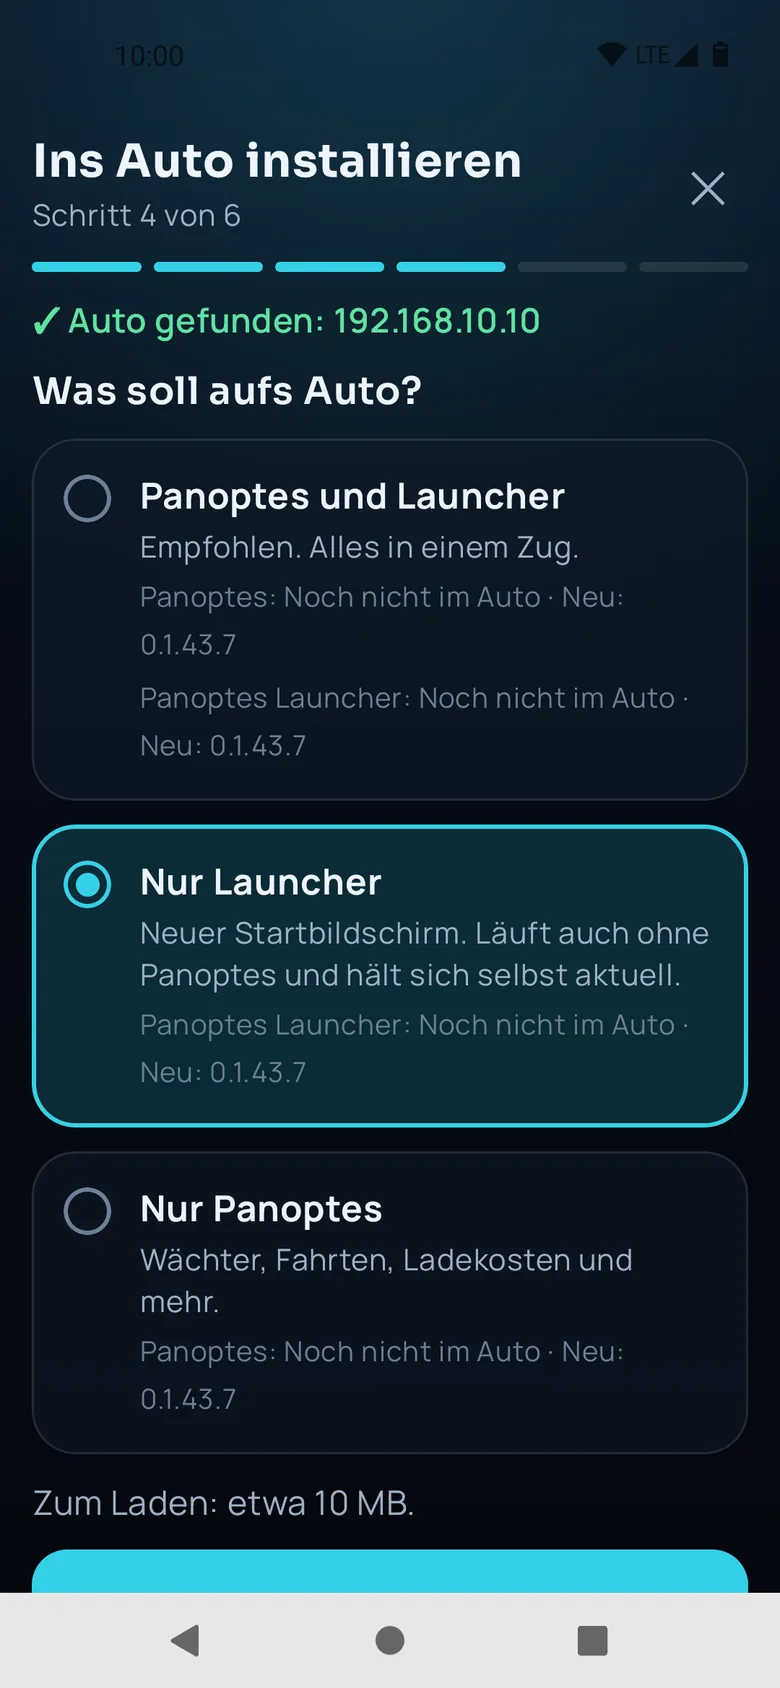 10:00
LTE
Ins Auto installieren
Schritt 4 von 6
✓ Auto gefunden: 192.168.10.10
Was soll aufs Auto?
Panoptes und Launcher
Empfohlen. Alles in einem Zug.
Panoptes: Noch nicht im Auto · Neu:
0.1.43.7
Panoptes Launcher: Noch nicht im Auto ·
Neu: 0.1.43.7
Nur Launcher
Neuer Startbildschirm. Läuft auch ohne
Panoptes und hält sich selbst aktuell.
Panoptes Launcher: Noch nicht im Auto ·
Neu: 0.1.43.7
Nur Panoptes
Wächter, Fahrten, Ladekosten und
mehr.
Panoptes: Noch nicht im Auto · Neu:
0.1.43.7
Zum Laden: etwa 10 MB.